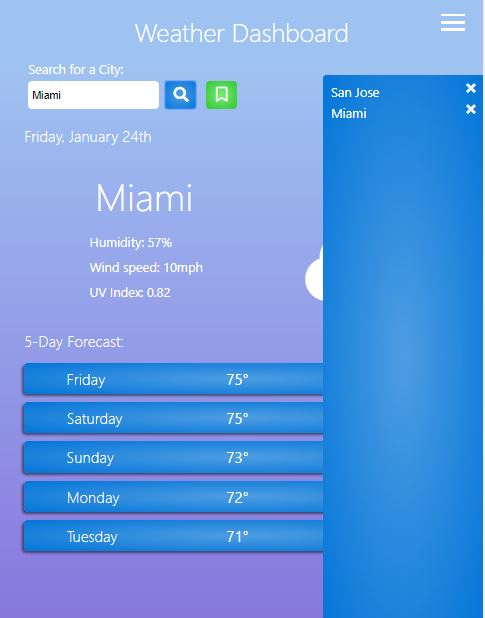 Weather Dashboard
Search for a City:
Miami
San Jose
Miami
Friday, January 24th
Miami
Humidity: 57%
Wind speed: 10mph
UV Index: 0.82
5-Day Forecast:
Friday 75°
Saturday 75°
Sunday 73°
Monday 72°
Tuesday 71°